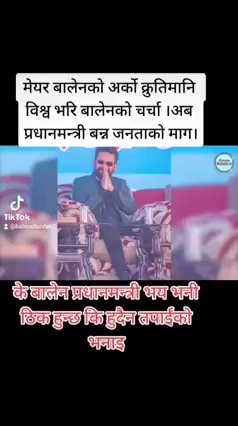 मेयर बालेनको अर्को क्रुतिमानि
विश्व भरि बालेनको चर्चा ।अब
प्रधानमन्त्री बन्न जनताको माग।
TikTok
के बालेन प्रधानमन्त्री भय भनी
ठिक हुन्छ कि हुदैन तपाईको
भनाइ